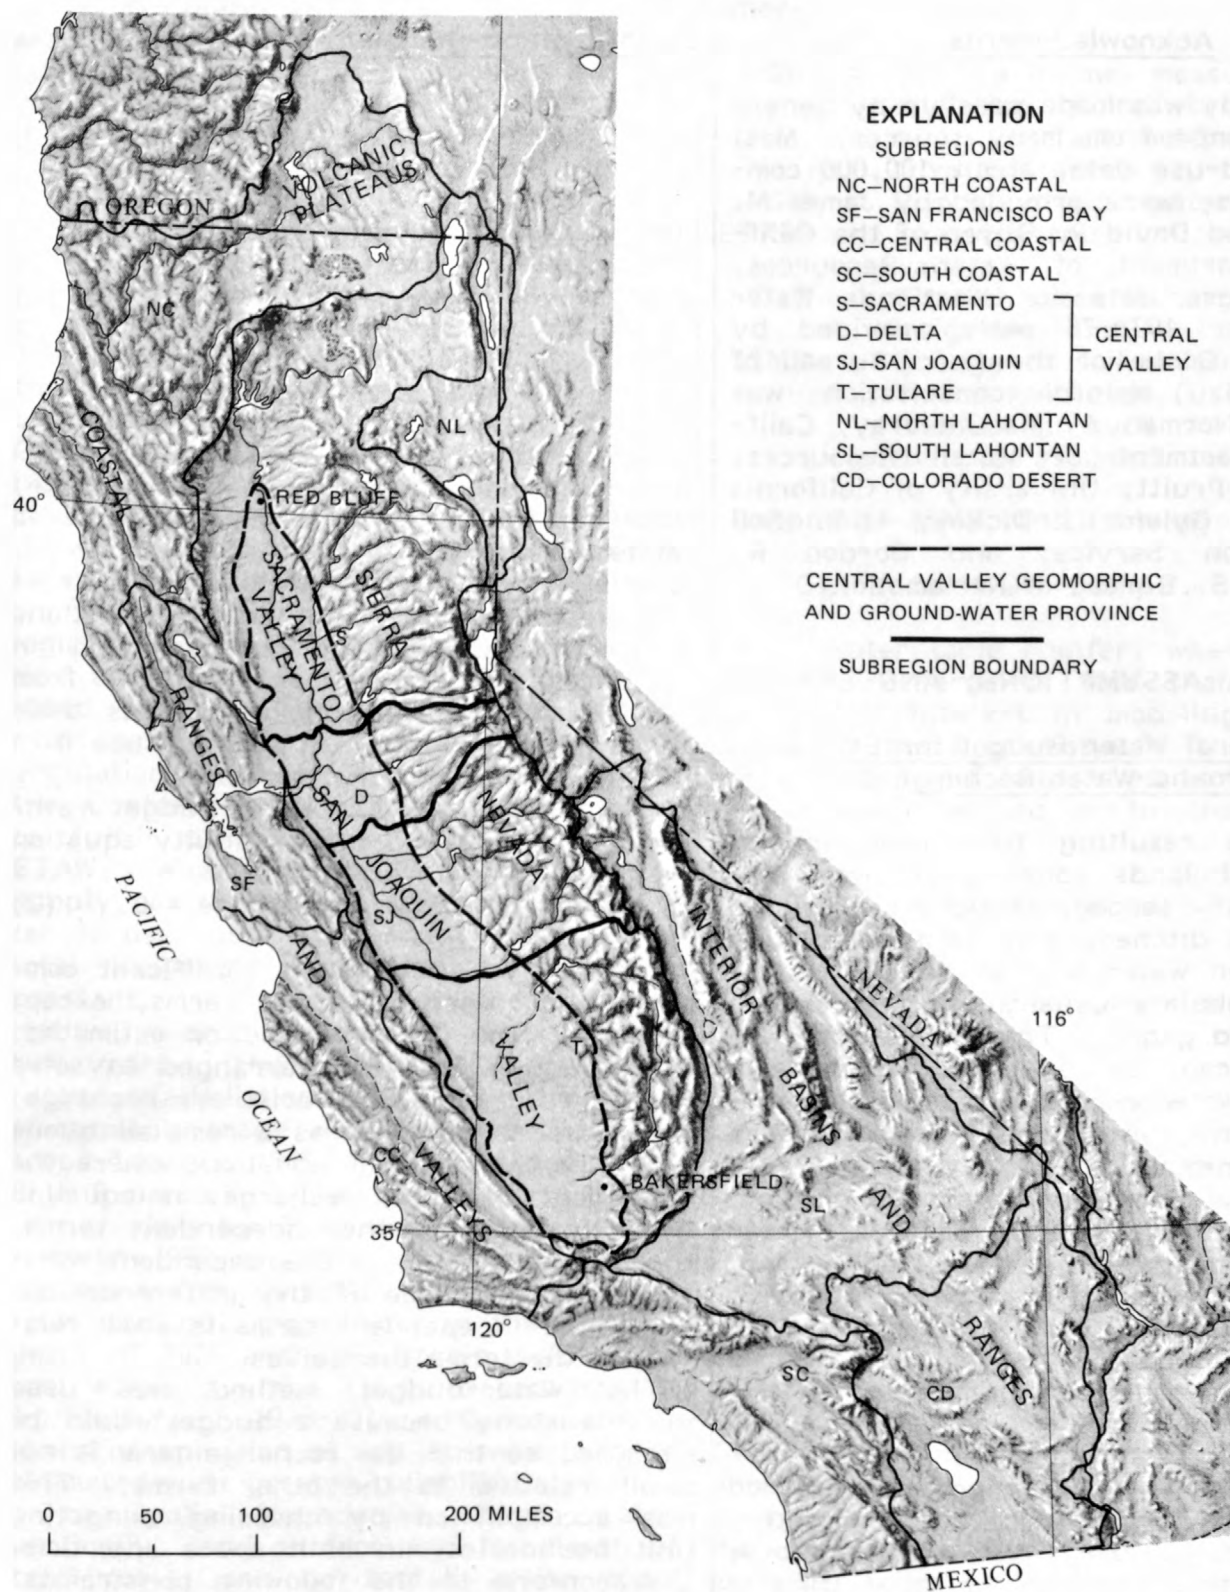 EXPLANATION
SUBREGIONS
NC–NORTH COASTAL
SF–SAN FRANCISCO BAY
CC–CENTRAL COASTAL
SC–SOUTH COASTAL
S–SACRAMENTO
D–DELTA
SJ–SAN JOAQUIN
T–TULARE
CENTRAL
VALLEY
NL–NORTH LAHONTAN
SL–SOUTH LAHONTAN
CD–COLORADO DESERT
CENTRAL VALLEY GEOMORPHIC
AND GROUND-WATER PROVINCE
SUBREGION BOUNDARY
VOLCANIC
PLATEAUS
OREGON
NC
COASTAL
NL
40°
RED BLUFF
SACRAMENTO
VALLEY
S
SIERRA
RANGES
SAN
D
NEVADA
JOAQUIN
SF
SJ
PACIFIC
AND
INTERIOR
NEVADA
116°
T
VALLEY
BASINS
OCEAN
CC
VALLEYS
BAKERSFIELD
SL
AND
35°
120°
RANGES
SC
CD
0 50 100 200 MILES
MEXICO